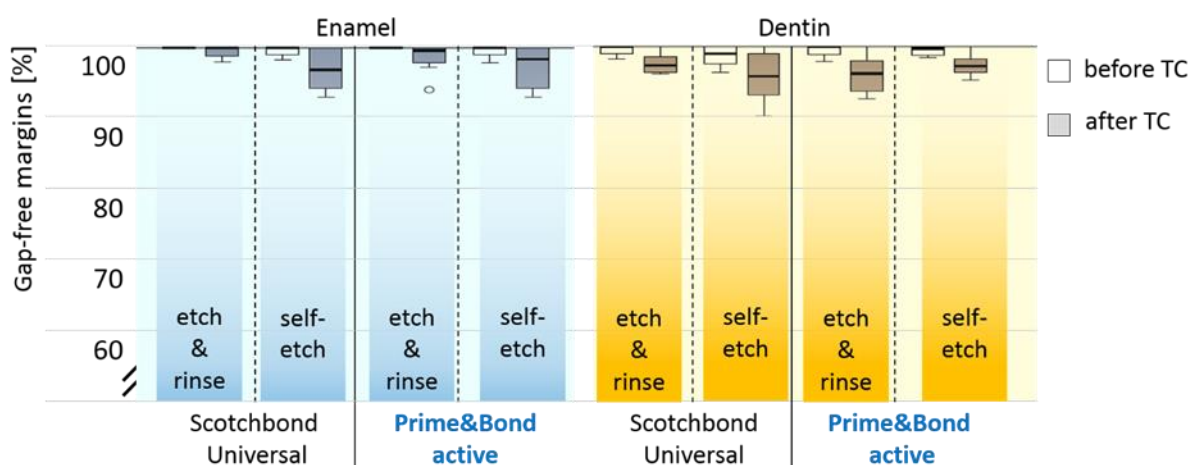 Enamel
Dentin
Gap-free margins [%]
100
90
80
70
60
before TC
after TC
etch
&
rinse
self-
etch
etch
&
rinse
self-
etch
etch
&
rinse
self-
etch
etch
&
rinse
self-
etch
Scotchbond
Universal
Prime&Bond
active
Scotchbond
Universal
Prime&Bond
active